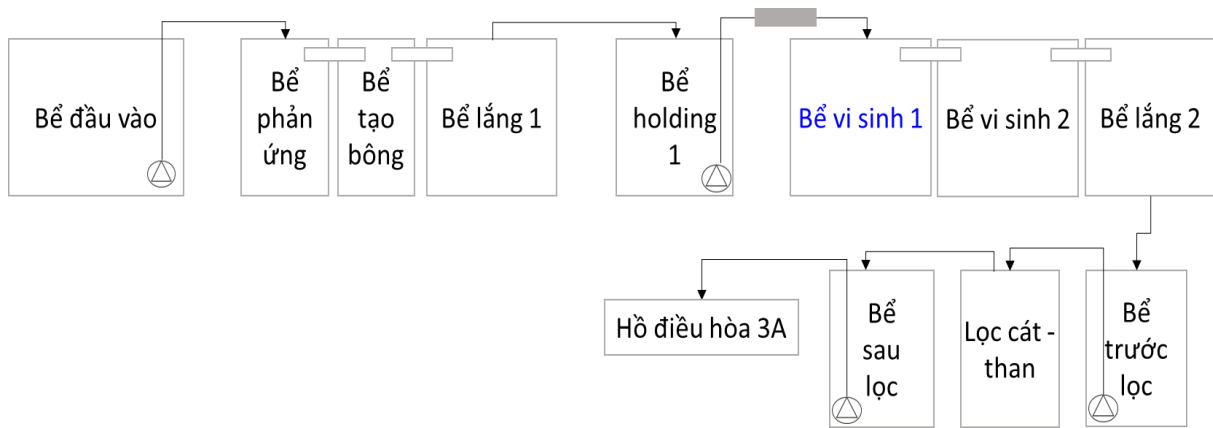 Bể đầu vào
Bể
phản
ứng
Bể
tạo
bông
Bể lắng 1
Bể
holding
1
Bể vi sinh 1
Bể vi sinh 2
Bể lắng 2
Hồ điều hòa 3A
Bể
sau
lọc
Lọc cát -
than
Bể
trước
lọc